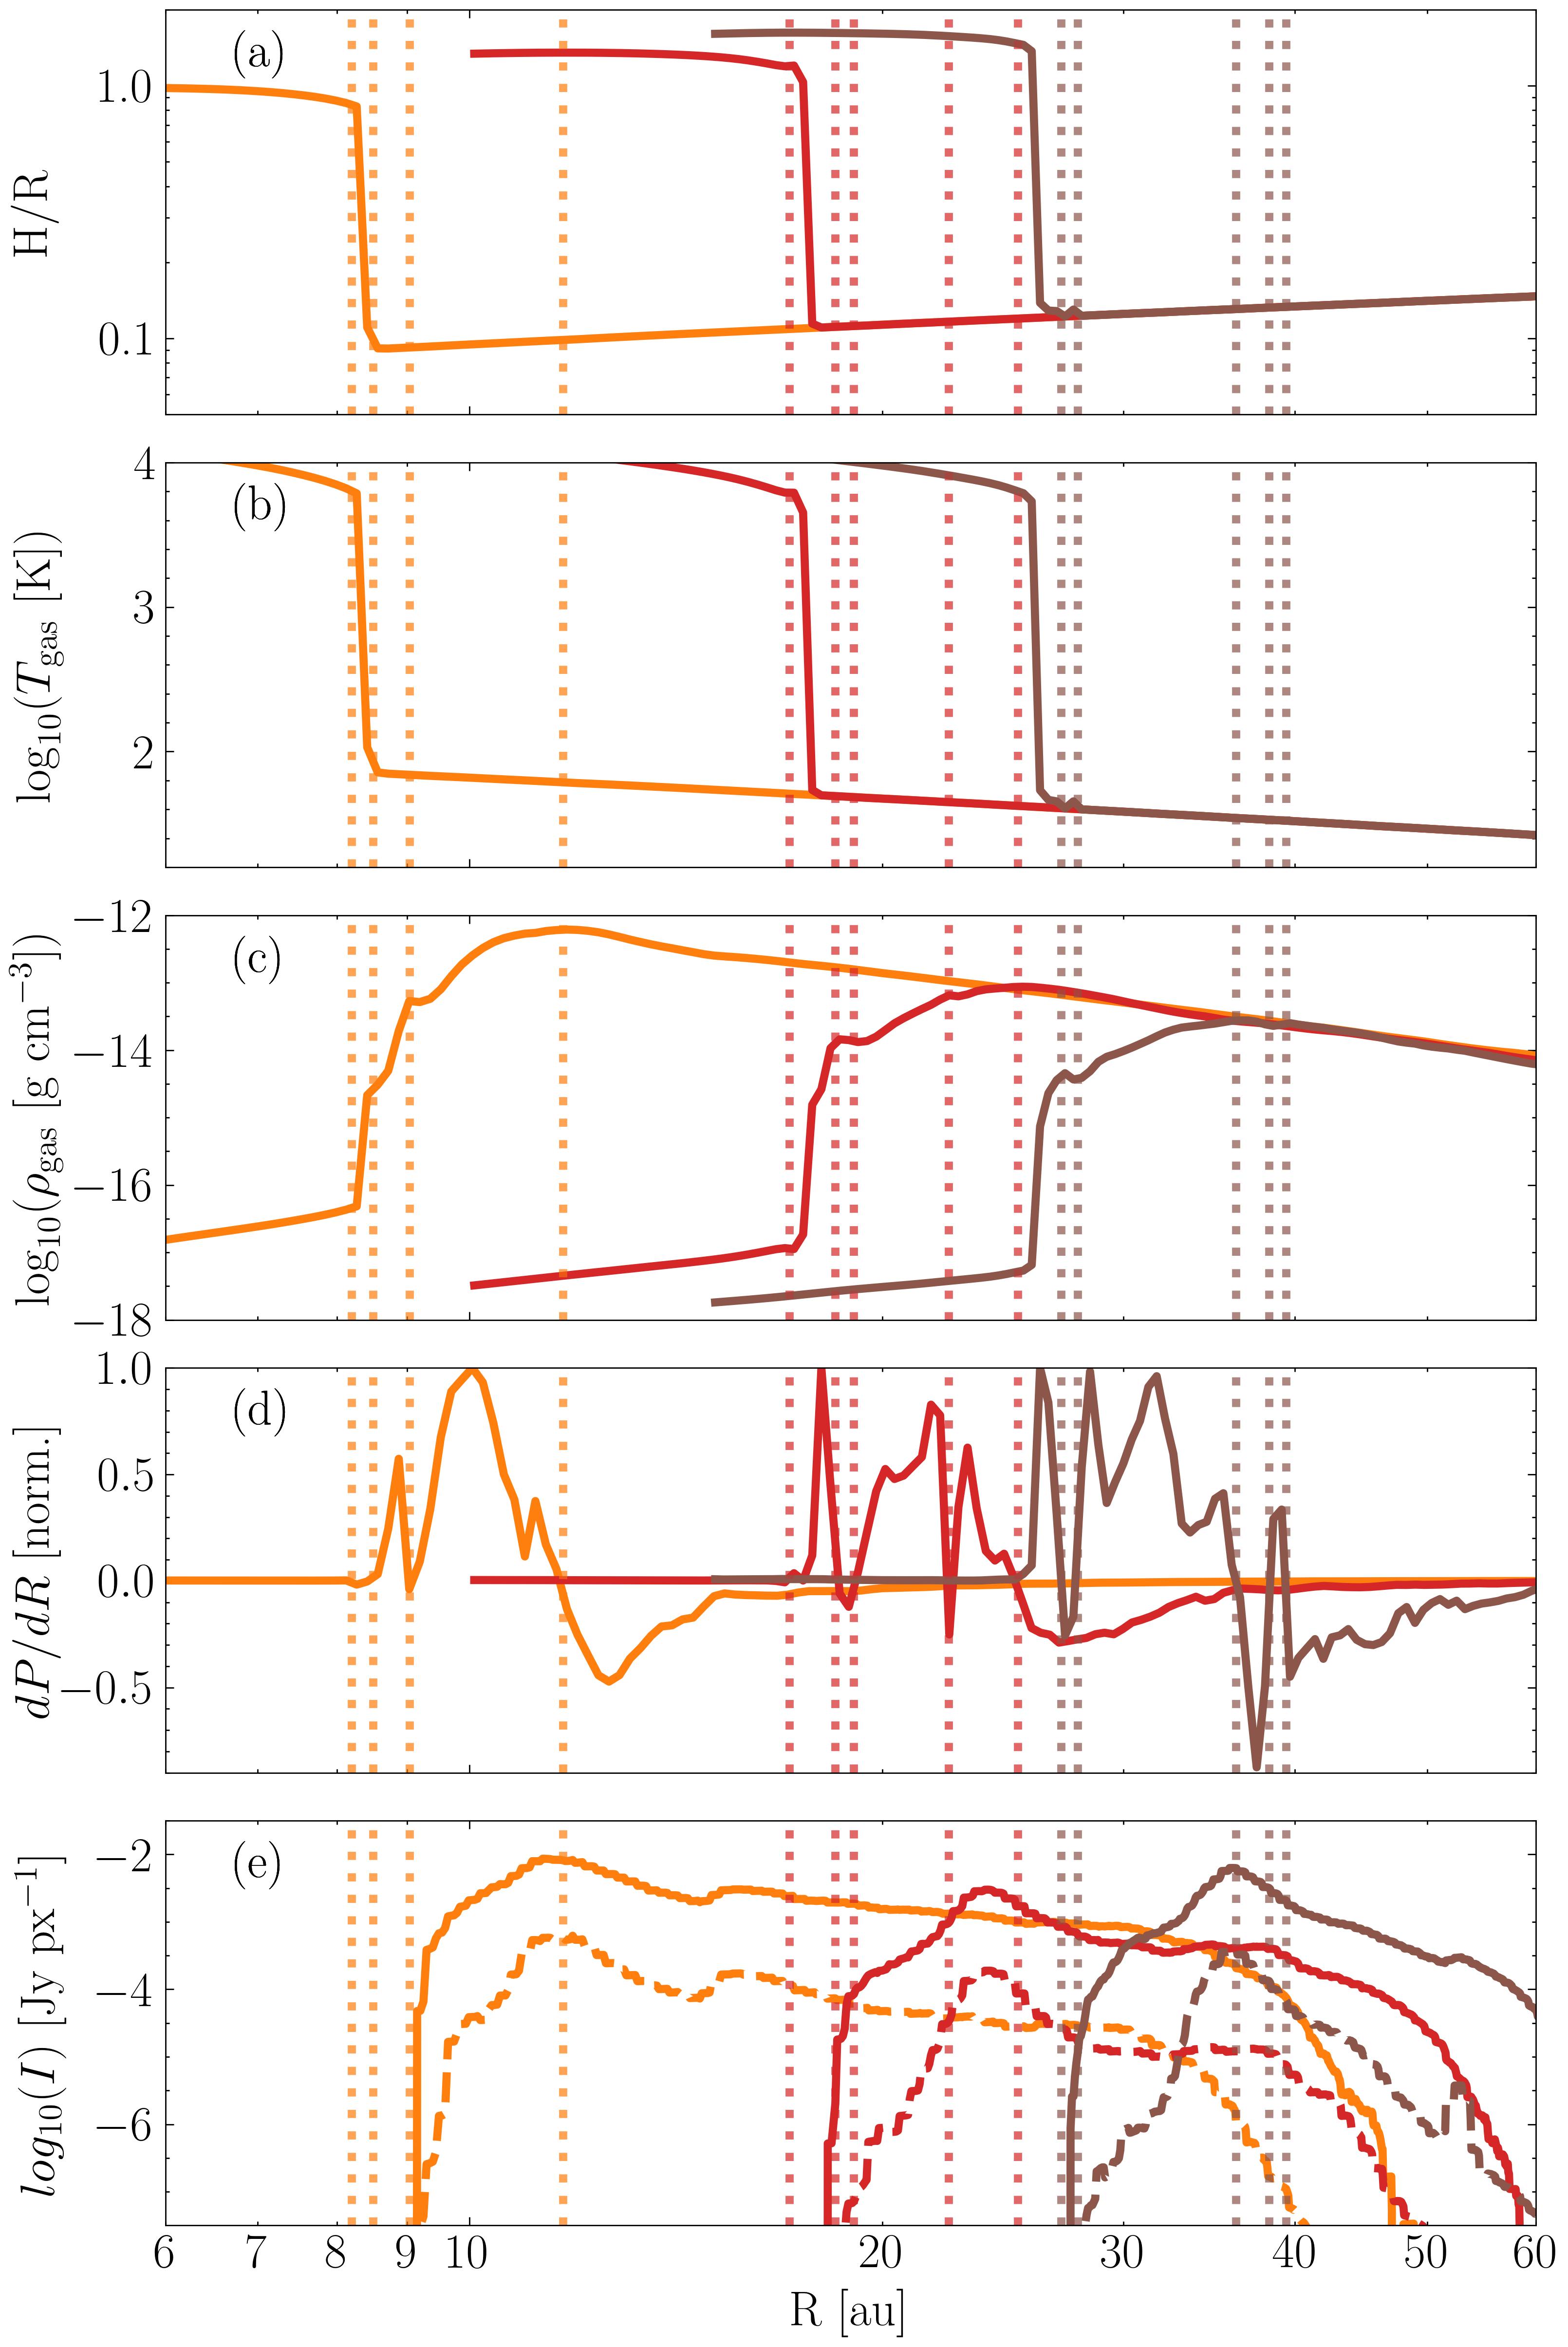 (a)
1.0
0.1
H/R
(b)
4
3
2
log₁₀(T_gas [K])
(c)
−12
−14
−16
−18
log₁₀(ρ_gas [g cm⁻³])
(d)
1.0
0.5
0.0
−0.5
dP/dR [norm.]
(e)
−2
−4
−6
log₁₀(I) [Jy px⁻¹]
6 7 8 9 10 20 30 40 50 60
R [au]